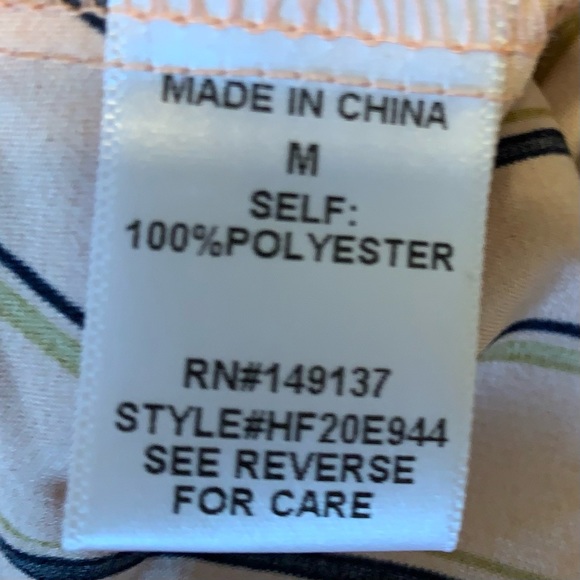 MADE IN CHINA
M
SELF:
100%POLYESTER
RN#149137
STYLE#HF20E944
SEE REVERSE
FOR CARE